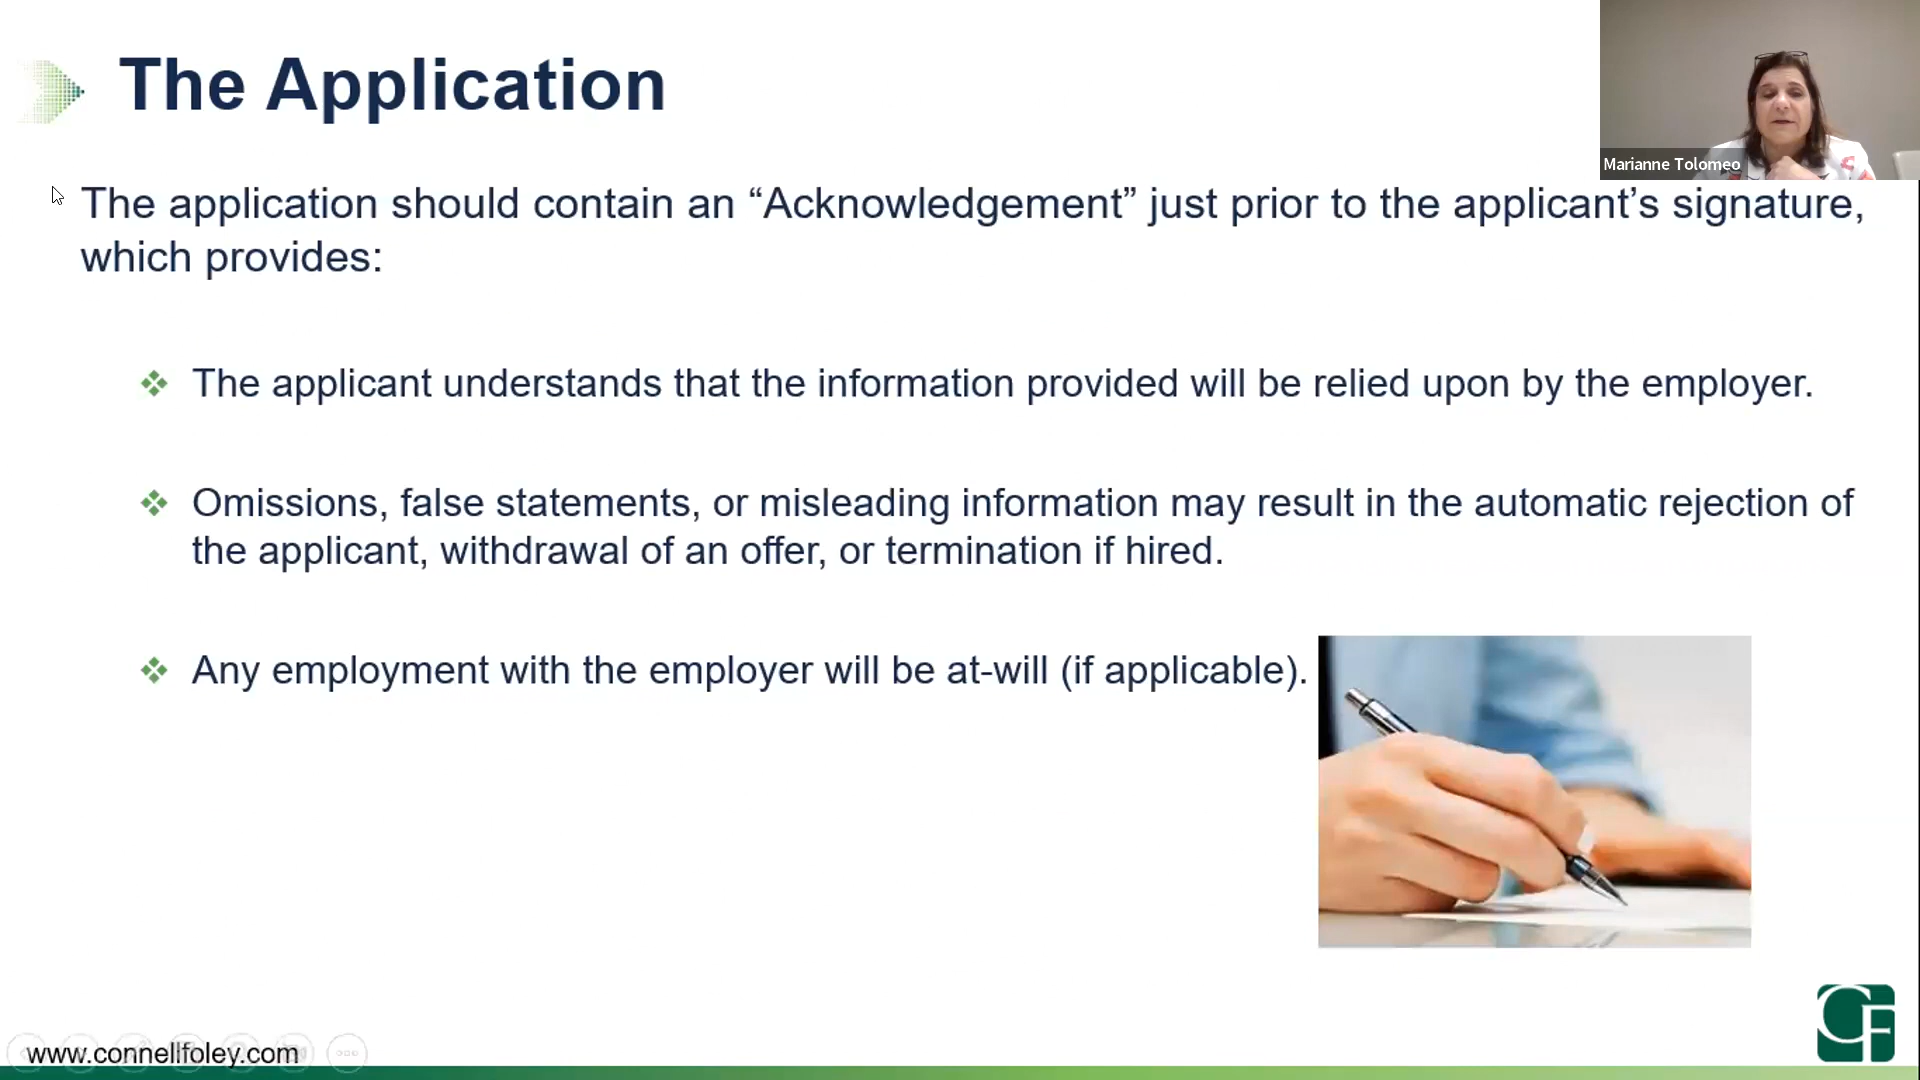 The Application
Marianne Tolomeo
The application should contain an “Acknowledgement” just prior to the applicant’s signature,
which provides:
The applicant understands that the information provided will be relied upon by the employer.
Omissions, false statements, or misleading information may result in the automatic rejection of
the applicant, withdrawal of an offer, or termination if hired.
Any employment with the employer will be at-will (if applicable).
CF
www.connellfoley.com